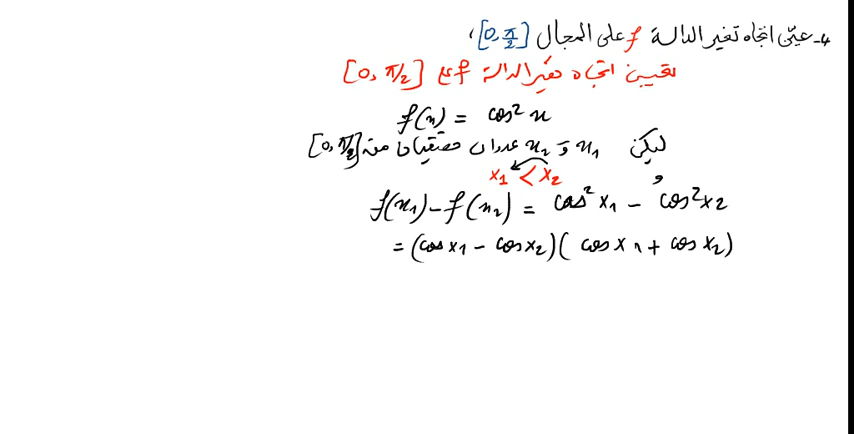 4- عيّن اتجاه تغير الدالة f على المجال [0, π/2]،
تعيين اتجاه تغير الدالة f على [0, π/2]
f(x) = cos² x
ليكن x₁ و x₂ عددان حقيقيان من [0, π/2]
x₁ < x₂
f(x₁) - f(x₂) = cos² x₁ - cos² x₂
= (cos x₁ - cos x₂)(cos x₁ + cos x₂)